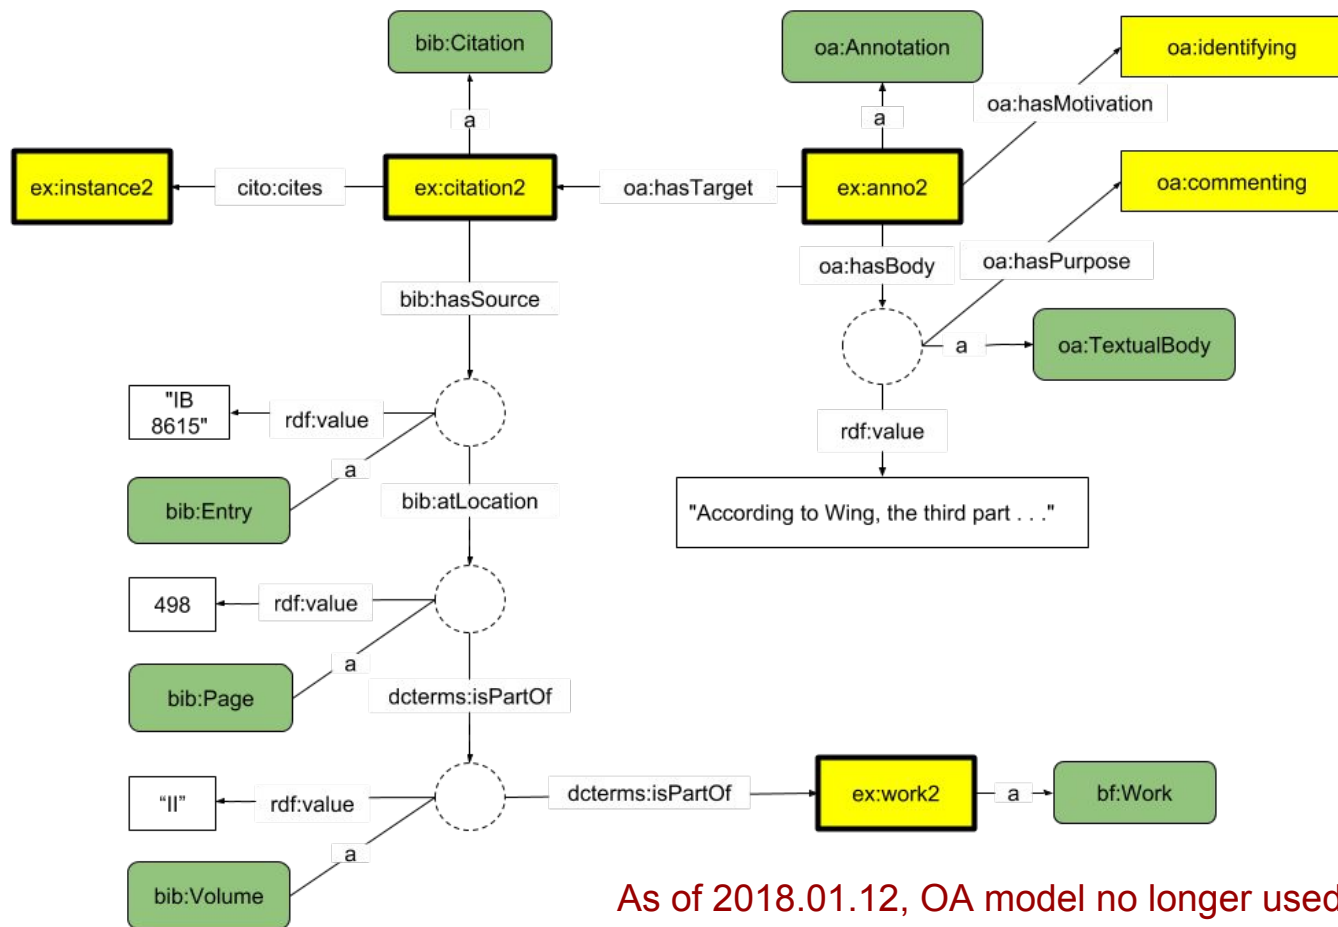 bib:Citation
oa:Annotation
oa:identifying
oa:hasMotivation
a
a
ex:instance2
cito:cites
ex:citation2
oa:hasTarget
ex:anno2
oa:commenting
oa:hasBody
oa:hasPurpose
bib:hasSource
a
oa:TextualBody
"IB
8615"
rdf:value
rdf:value
a
bib:Entry
bib:atLocation
"According to Wing, the third part . . ."
498
rdf:value
a
bib:Page
dcterms:isPartOf
“II”
rdf:value
dcterms:isPartOf
ex:work2
a
bf:Work
a
bib:Volume
As of 2018.01.12, OA model no longer used